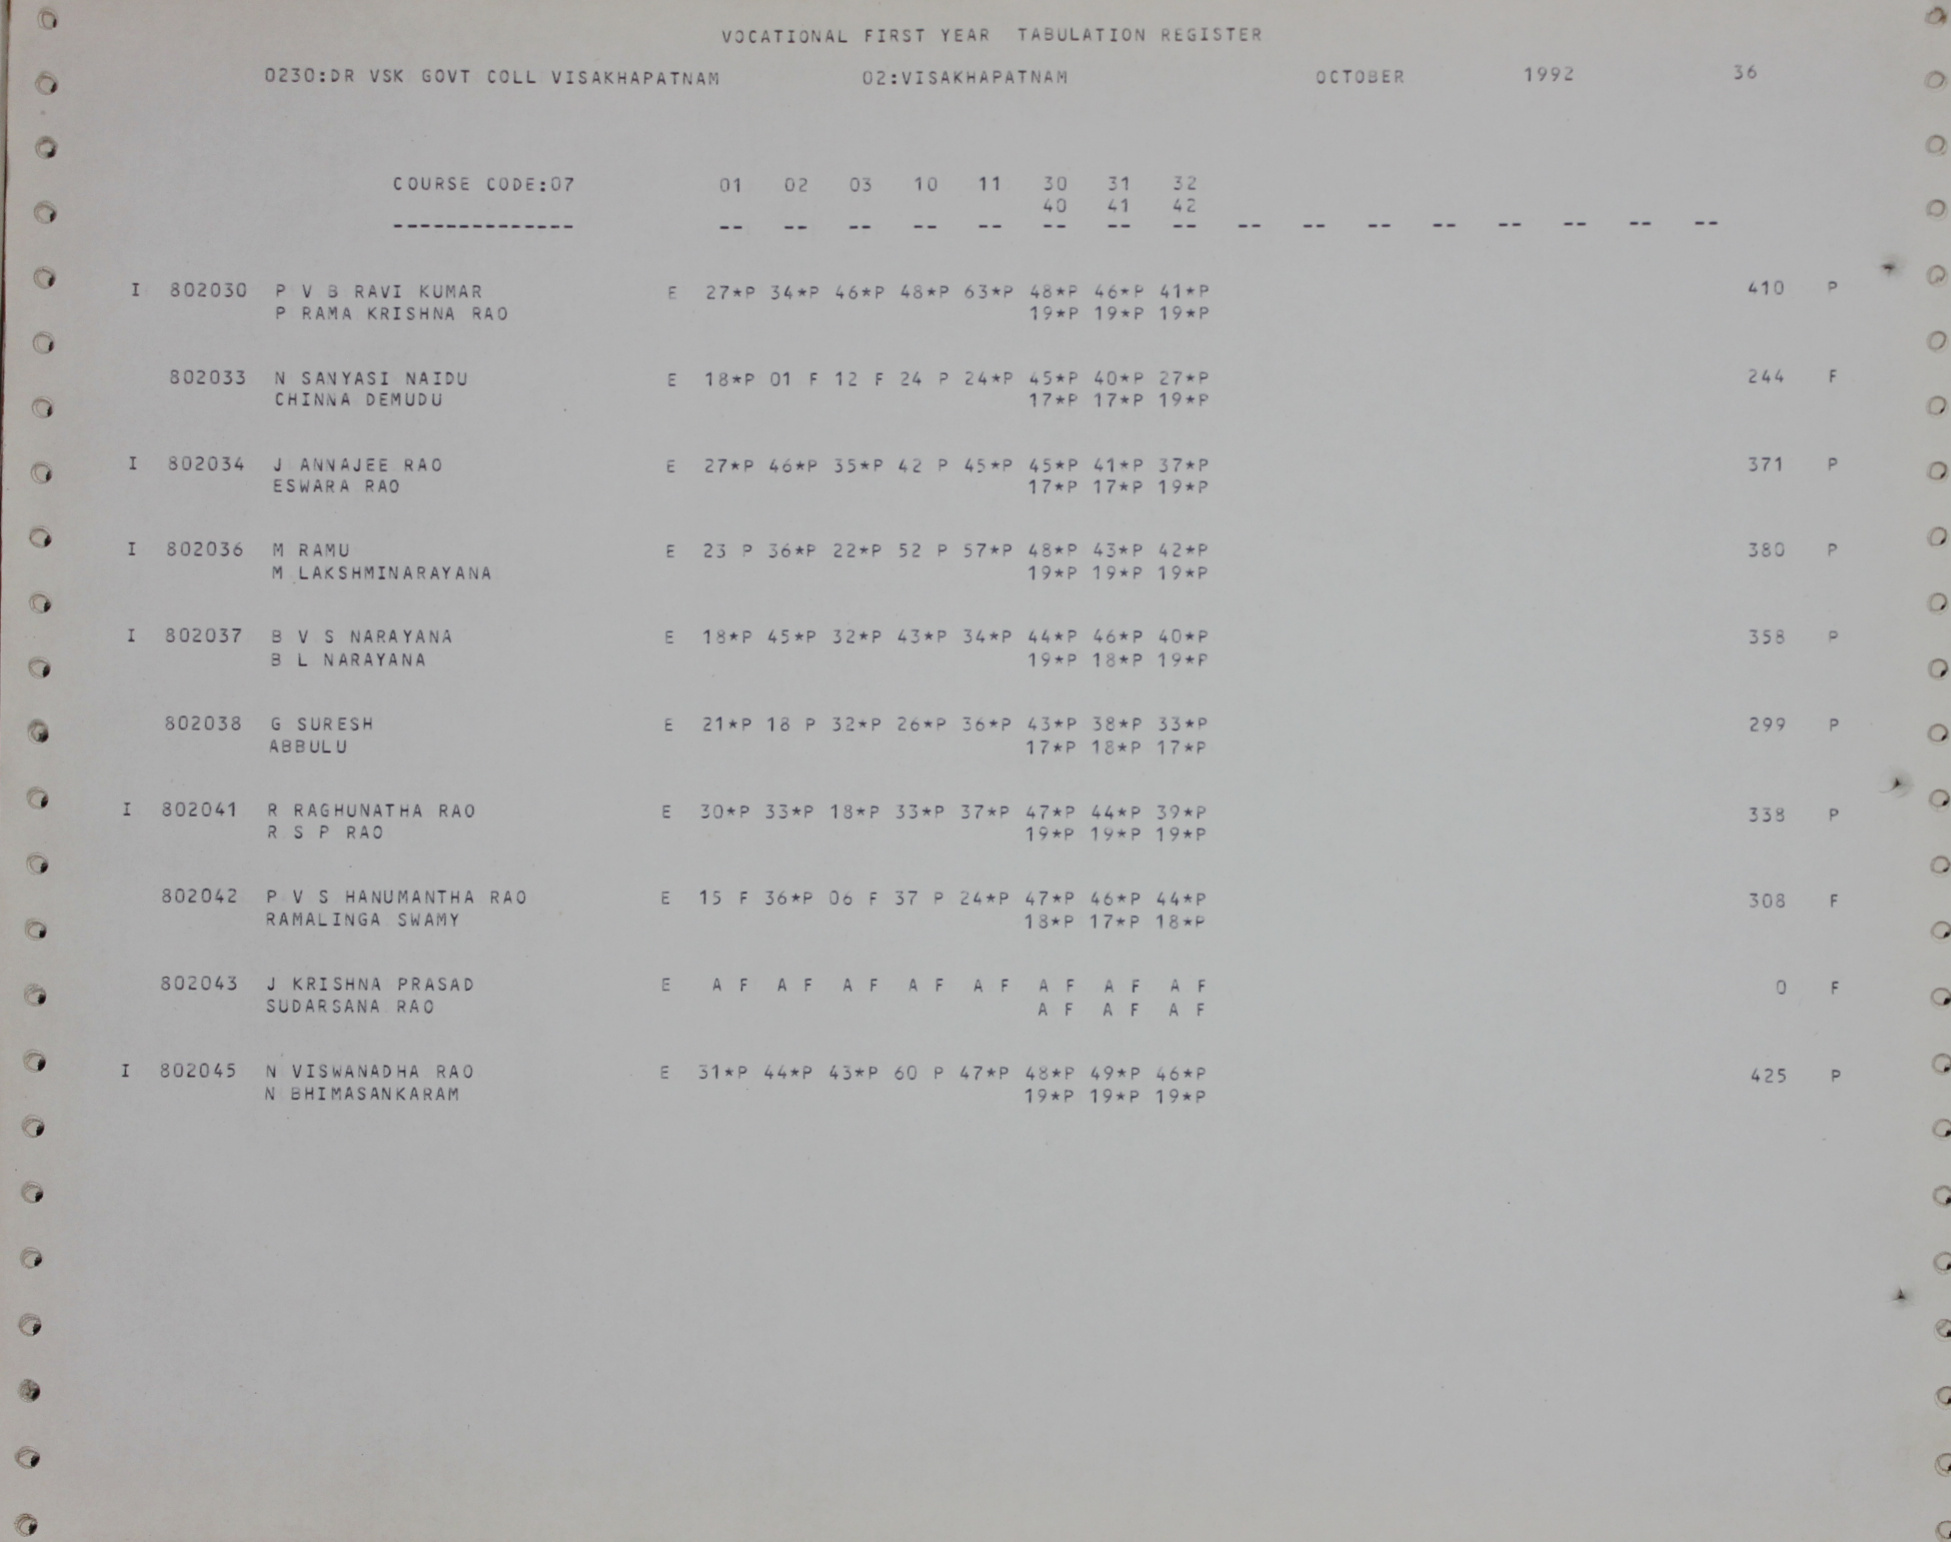 VOCATIONAL FIRST YEAR TABULATION REGISTER
0230:DR VSK GOVT COLL VISAKHAPATNAM 02:VISAKHAPATNAM OCTOBER 1992 36
COURSE CODE:07 01 02 03 10 11 30 31 32
40 41 42
-------------- -- -- -- -- -- -- -- -- -- -- -- -- -- -- -- --
I 802030 P V B RAVI KUMAR E 27*P 34*P 46*P 48*P 63*P 48*P 46*P 41*P 410 P
P RAMA KRISHNA RAO 19*P 19*P 19*P
802033 N SANYASI NAIDU E 18*P 01 F 12 F 24 P 24*P 45*P 40*P 27*P 244 F
CHINNA DEMUDU 17*P 17*P 19*P
I 802034 J ANNAJEE RAO E 27*P 46*P 35*P 42 P 45*P 45*P 41*P 37*P 371 P
ESWARA RAO 17*P 17*P 19*P
I 802036 M RAMU E 23 P 36*P 22*P 52 P 57*P 48*P 43*P 42*P 380 P
M LAKSHMINARAYANA 19*P 19*P 19*P
I 802037 B V S NARAYANA E 18*P 45*P 32*P 43*P 34*P 44*P 46*P 40*P 358 P
B L NARAYANA 19*P 18*P 19*P
802038 G SURESH E 21*P 18 P 32*P 26*P 36*P 43*P 38*P 33*P 299 P
ABBULU 17*P 18*P 17*P
I 802041 R RAGHUNATHA RAO E 30*P 33*P 18*P 33*P 37*P 47*P 44*P 39*P 338 P
R S P RAO 19*P 19*P 19*P
802042 P V S HANUMANTHA RAO E 15 F 36*P 06 F 37 P 24*P 47*P 46*P 44*P 308 F
RAMALINGA SWAMY 18*P 17*P 18*P
802043 J KRISHNA PRASAD E A F A F A F A F A F A F A F A F 0 F
SUDARSANA RAO A F A F A F
I 802045 N VISWANADHA RAO E 31*P 44*P 43*P 60 P 47*P 48*P 49*P 46*P 425 P
N BHIMASANKARAM 19*P 19*P 19*P